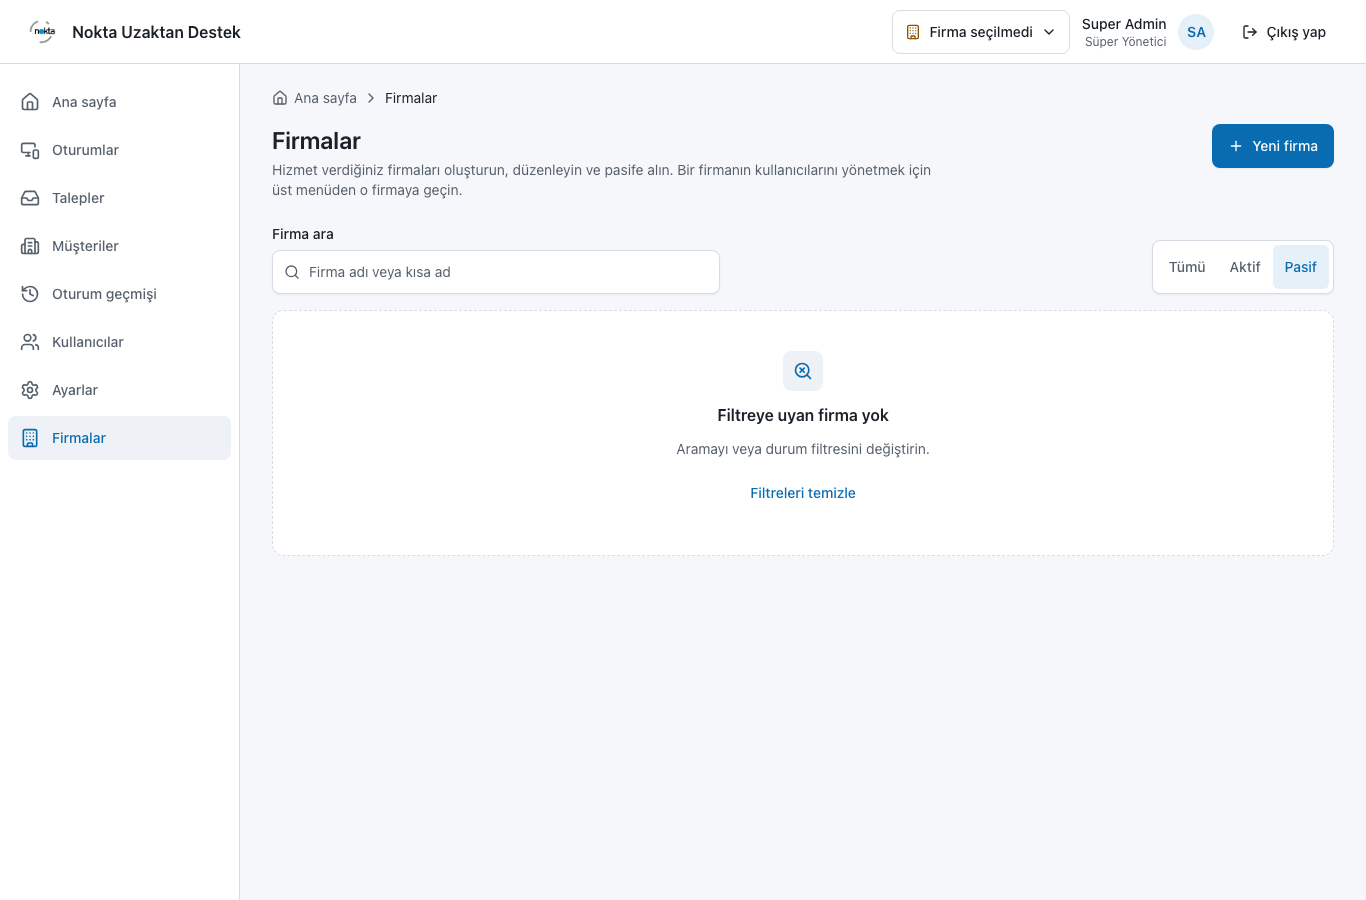 nokta
Nokta Uzaktan Destek
Firma seçilmedi
Super Admin
Süper Yönetici
SA
Çıkış yap
Ana sayfa
Oturumlar
Talepler
Müşteriler
Oturum geçmişi
Kullanıcılar
Ayarlar
Firmalar
Ana sayfa
Firmalar
Firmalar
Hizmet verdiğiniz firmaları oluşturun, düzenleyin ve pasife alın. Bir firmanın kullanıcılarını yönetmek için
üst menüden o firmaya geçin.
Yeni firma
Firma ara
Firma adı veya kısa ad
Tümü
Aktif
Pasif
Filtreye uyan firma yok
Aramayı veya durum filtresini değiştirin.
Filtreleri temizle